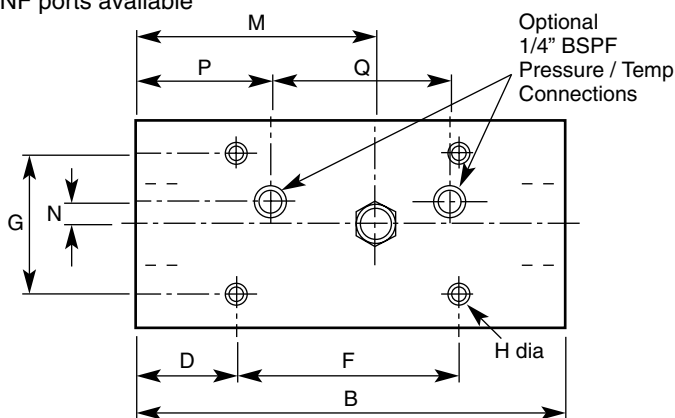 NF ports available
M
Optional
1/4" BSPF
Pressure / Temp
Connections
P
Q
G
N
H dia
D
F
B